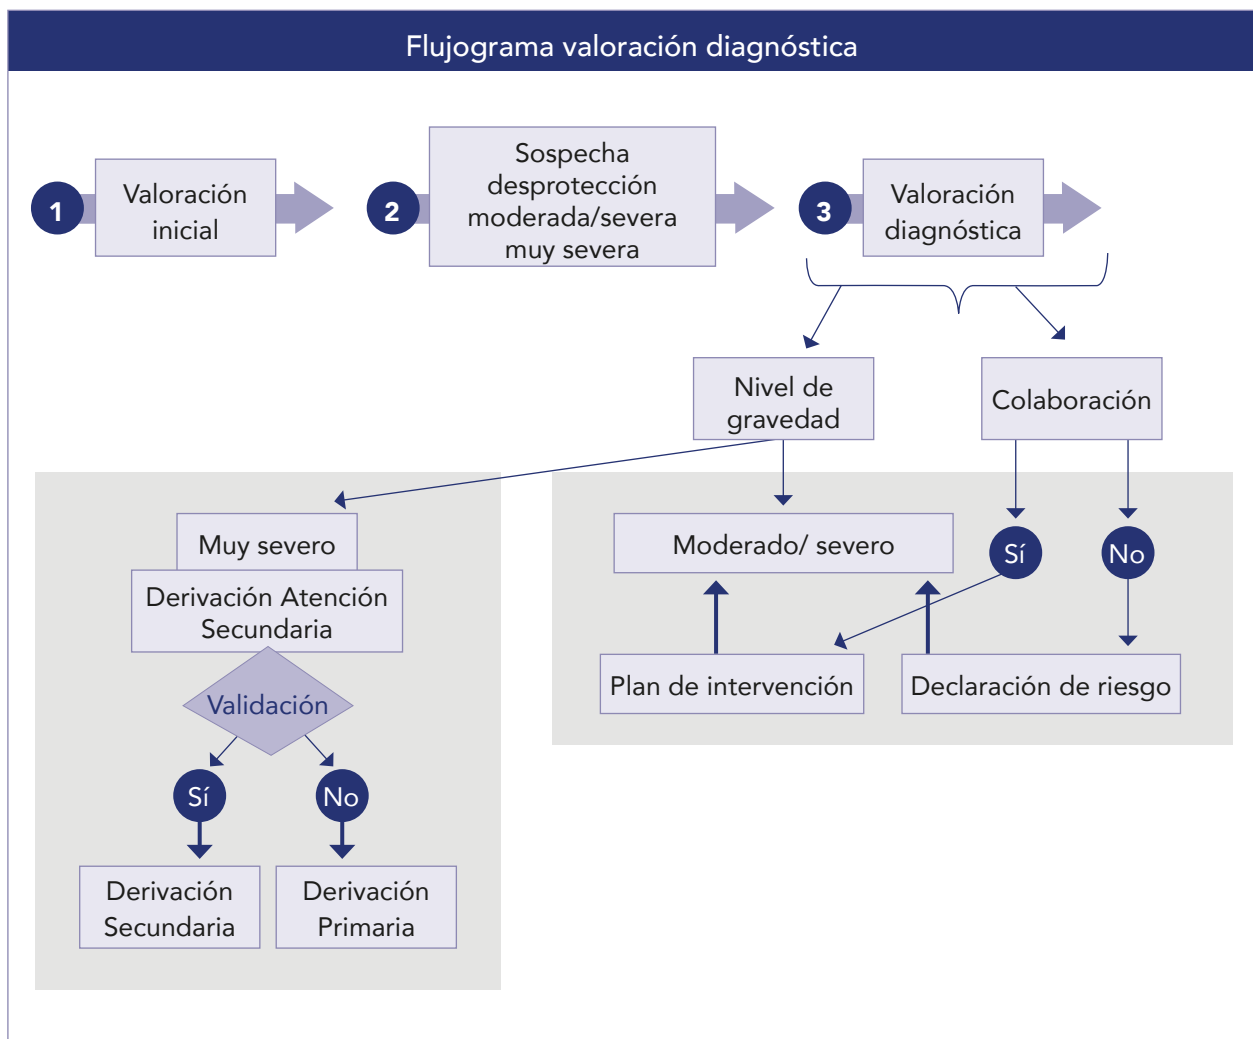 Flujograma valoración diagnóstica
1
Valoración
inicial
2
Sospecha
desprotección
moderada/severa
muy severa
3
Valoración
diagnóstica
Nivel de
gravedad
Colaboración
Muy severo
Derivación Atención
Secundaria
Validación
Sí
No
Derivación
Secundaria
Derivación
Primaria
Moderado/ severo
Sí
No
Plan de intervención
Declaración de riesgo